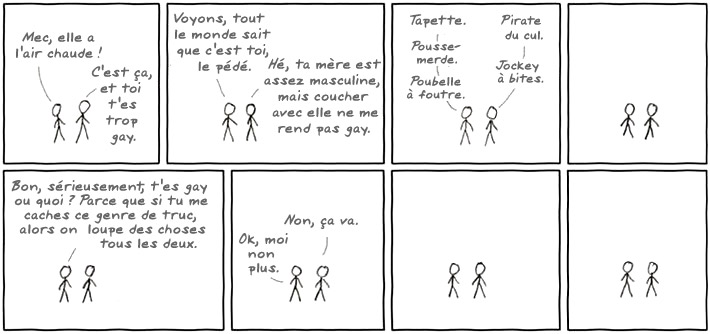 Mec, elle a
l'air chaude !
C'est ça,
et toi
t'es
trop
gay.
Voyons, tout
le monde sait
que c'est toi,
le pédé.
Hé, ta mère est
assez masculine,
mais coucher
avec elle ne me
rend pas gay.
Tapette.
Pirate
du cul.
Pousse-
merde.
Jockey
à bites.
Poubelle
à foutre.
Bon, sérieusement, t'es gay
ou quoi ? Parce que si tu me
caches ce genre de truc,
alors on loupe des choses
tous les deux.
Non, ça va.
Ok, moi
non
plus.